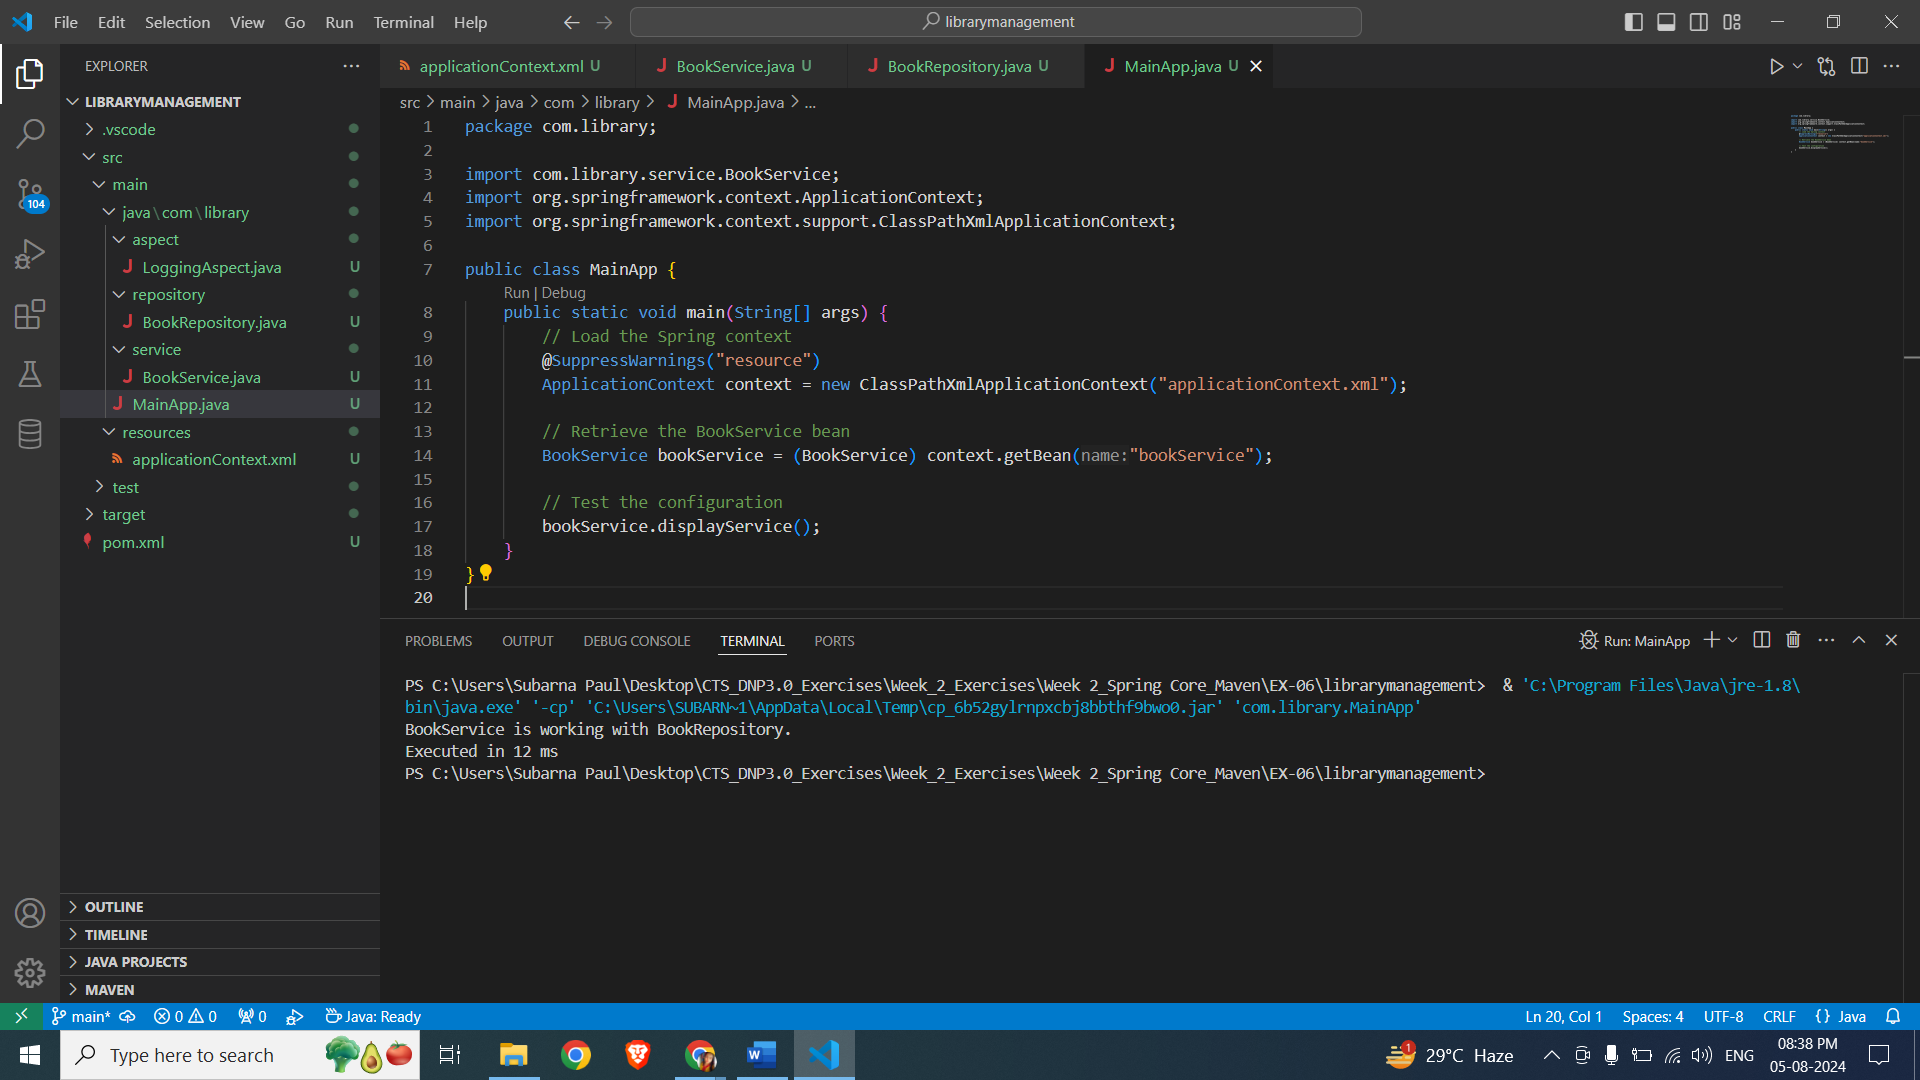 File Edit Selection View Go Run Terminal Help
librarymanagement
EXPLORER
LIBRARYMANAGEMENT
.vscode
src
main
java\com\library
aspect
LoggingAspect.java U
repository
BookRepository.java U
service
BookService.java U
MainApp.java U
resources
applicationContext.xml U
test
target
pom.xml U
OUTLINE
TIMELINE
JAVA PROJECTS
MAVEN
104
applicationContext.xml U
BookService.java U
BookRepository.java U
MainApp.java U
src > main > java > com > library > MainApp.java > ...
1 package com.library;
2
3 import com.library.service.BookService;
4 import org.springframework.context.ApplicationContext;
5 import org.springframework.context.support.ClassPathXmlApplicationContext;
6
7 public class MainApp {
Run | Debug
8 public static void main(String[] args) {
9 // Load the Spring context
10 @SuppressWarnings("resource")
11 ApplicationContext context = new ClassPathXmlApplicationContext("applicationContext.xml");
12
13 // Retrieve the BookService bean
14 BookService bookService = (BookService) context.getBean(name:"bookService");
15
16 // Test the configuration
17 bookService.displayService();
18 }
19 }
20
PROBLEMS OUTPUT DEBUG CONSOLE TERMINAL PORTS
Run: MainApp
PS C:\Users\Subarna Paul\Desktop\CTS_DNP3.0_Exercises\Week_2_Exercises\Week 2_Spring Core_Maven\EX-06\librarymanagement> & 'C:\Program Files\Java\jre-1.8\
bin\java.exe' '-cp' 'C:\Users\SUBARN~1\AppData\Local\Temp\cp_6b52gylrnpxcbj8bbthf9bwo0.jar' 'com.library.MainApp'
BookService is working with BookRepository.
Executed in 12 ms
PS C:\Users\Subarna Paul\Desktop\CTS_DNP3.0_Exercises\Week_2_Exercises\Week 2_Spring Core_Maven\EX-06\librarymanagement>
main* 0 0 0 Java: Ready
Ln 20, Col 1 Spaces: 4 UTF-8 CRLF {} Java
Type here to search
1
29°C Haze
ENG
08:38 PM
05-08-2024